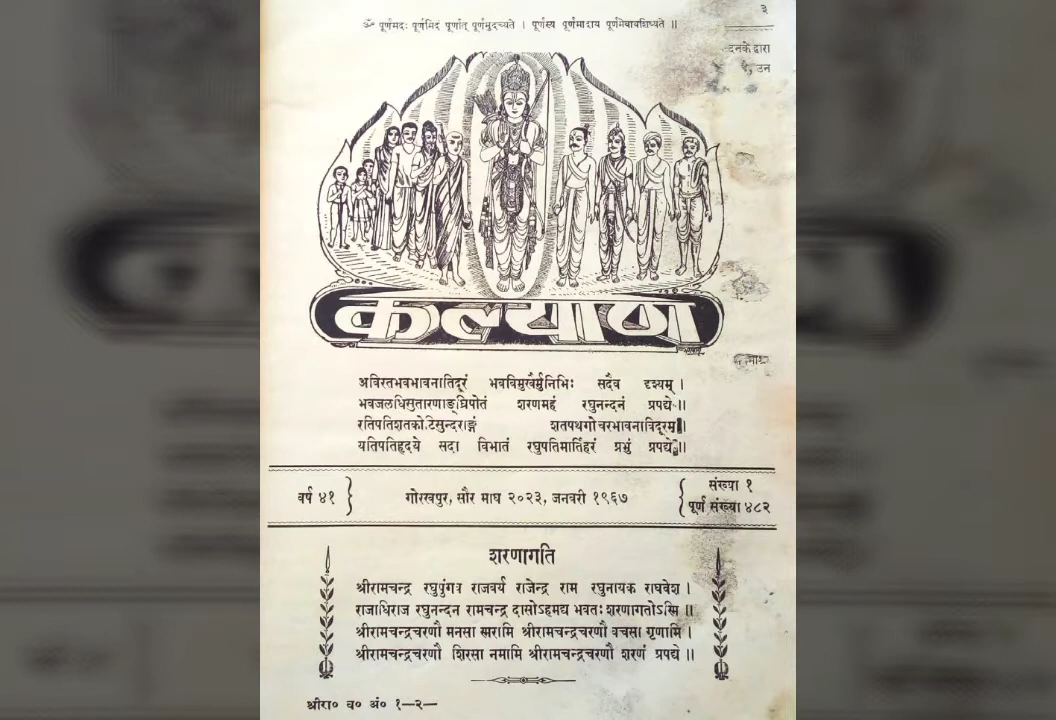 ३
ॐ पूर्णमदः पूर्णमिदं पूर्णात् पूर्णमुदच्यते । पूर्णस्य पूर्णमादाय पूर्णमेवावशिष्यते ॥
दनके द्वारा
है, उन
कल्याण
अविरतभवभावनातिदूरं भवविमुखैर्मुनिभिः सदैव दृश्यम् ।
भवजलधिसुतारणाङ्घ्रिपोतं शरणमहं रघुनन्दनं प्रपद्ये ॥
रतिपतिशतकोटिसुन्दराङ्गं शतपथगोचरभावनाविदूरम् ।
यतिपतिहृदये सदा विभातं रघुपतिमार्तिहरं प्रभुं प्रपद्ये ॥
वर्ष ४१
गोरखपुर, सौर माघ २०२३, जनवरी १९६७
संख्या १
पूर्ण संख्या ४८२
शरणागति
श्रीरामचन्द्र रघुपुंगव राजवर्य राजेन्द्र राम रघुनायक राघवेश ।
राजाधिराज रघुनन्दन रामचन्द्र दासोऽहमद्य भवतः शरणागतोऽस्मि ॥
श्रीरामचन्द्रचरणौ मनसा स्मरामि श्रीरामचन्द्रचरणौ वचसा गृणामि ।
श्रीरामचन्द्रचरणौ शिरसा नमामि श्रीरामचन्द्रचरणौ शरणं प्रपद्ये ॥
श्रीरा० व० अं० १—२—